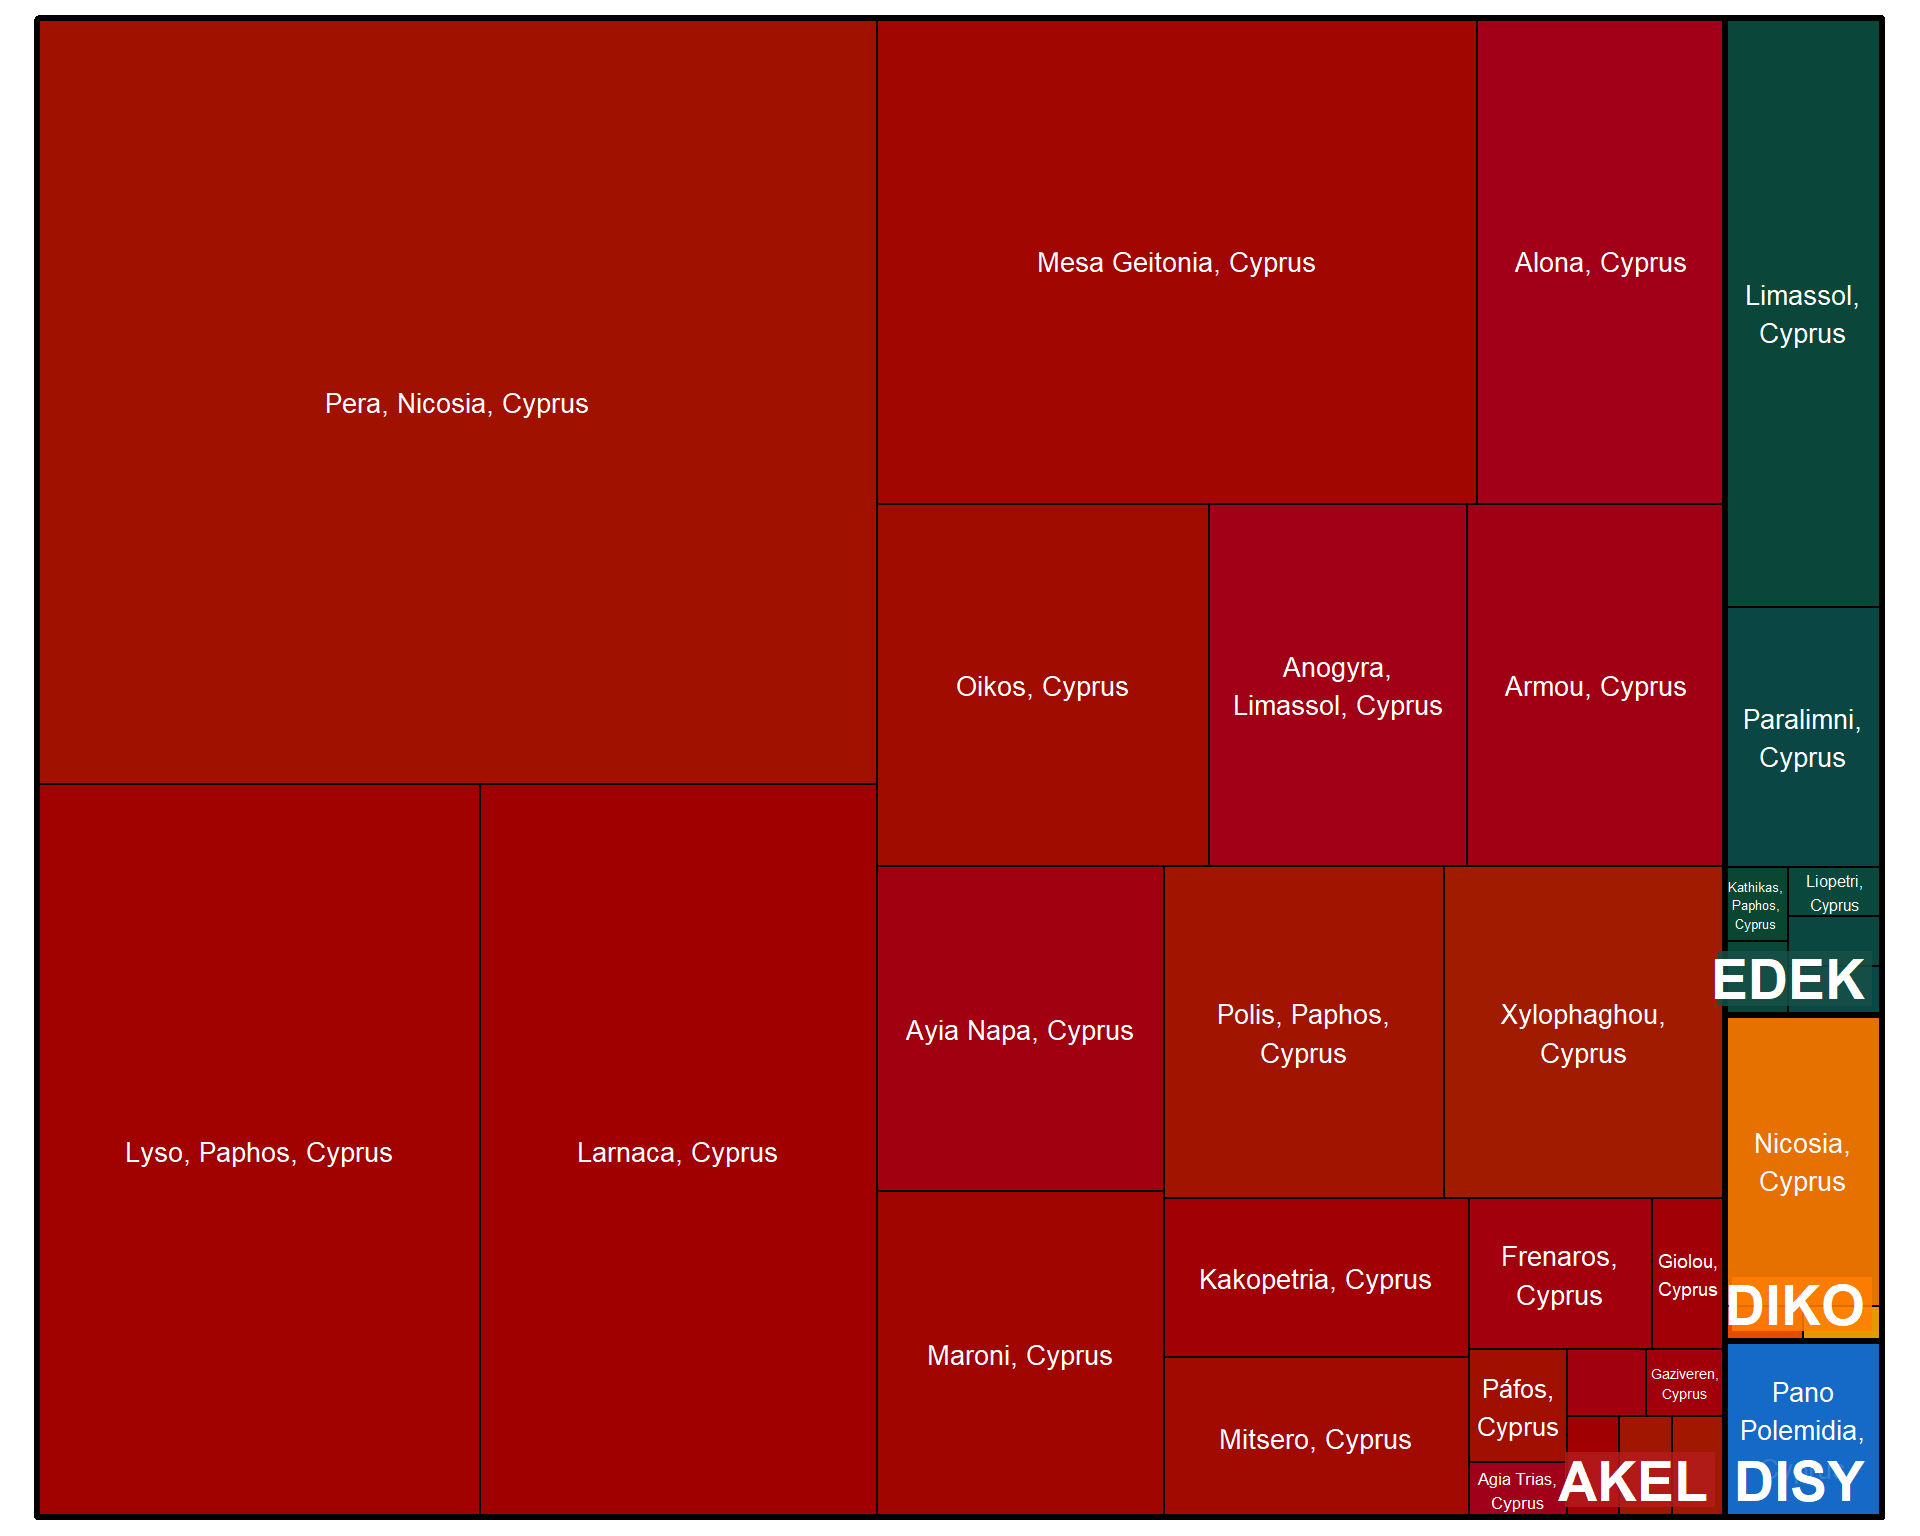 Pera, Nicosia, Cyprus
Lyso, Paphos, Cyprus
Larnaca, Cyprus
Mesa Geitonia, Cyprus
Alona, Cyprus
Oikos, Cyprus
Anogyra,
Limassol, Cyprus
Armou, Cyprus
Ayia Napa, Cyprus
Maroni, Cyprus
Polis, Paphos,
Cyprus
Xylophaghou,
Cyprus
Kakopetria, Cyprus
Mitsero, Cyprus
Frenaros,
Cyprus
Giolou,
Cyprus
Páfos,
Cyprus
Gaziveren,
Cyprus
Agia Trias,
Cyprus
AKEL
Limassol,
Cyprus
Paralimni,
Cyprus
Kathikas,
Paphos,
Cyprus
Liopetri,
Cyprus
EDEK
Nicosia,
Cyprus
DIKO
Pano
Polemidia,
DISY